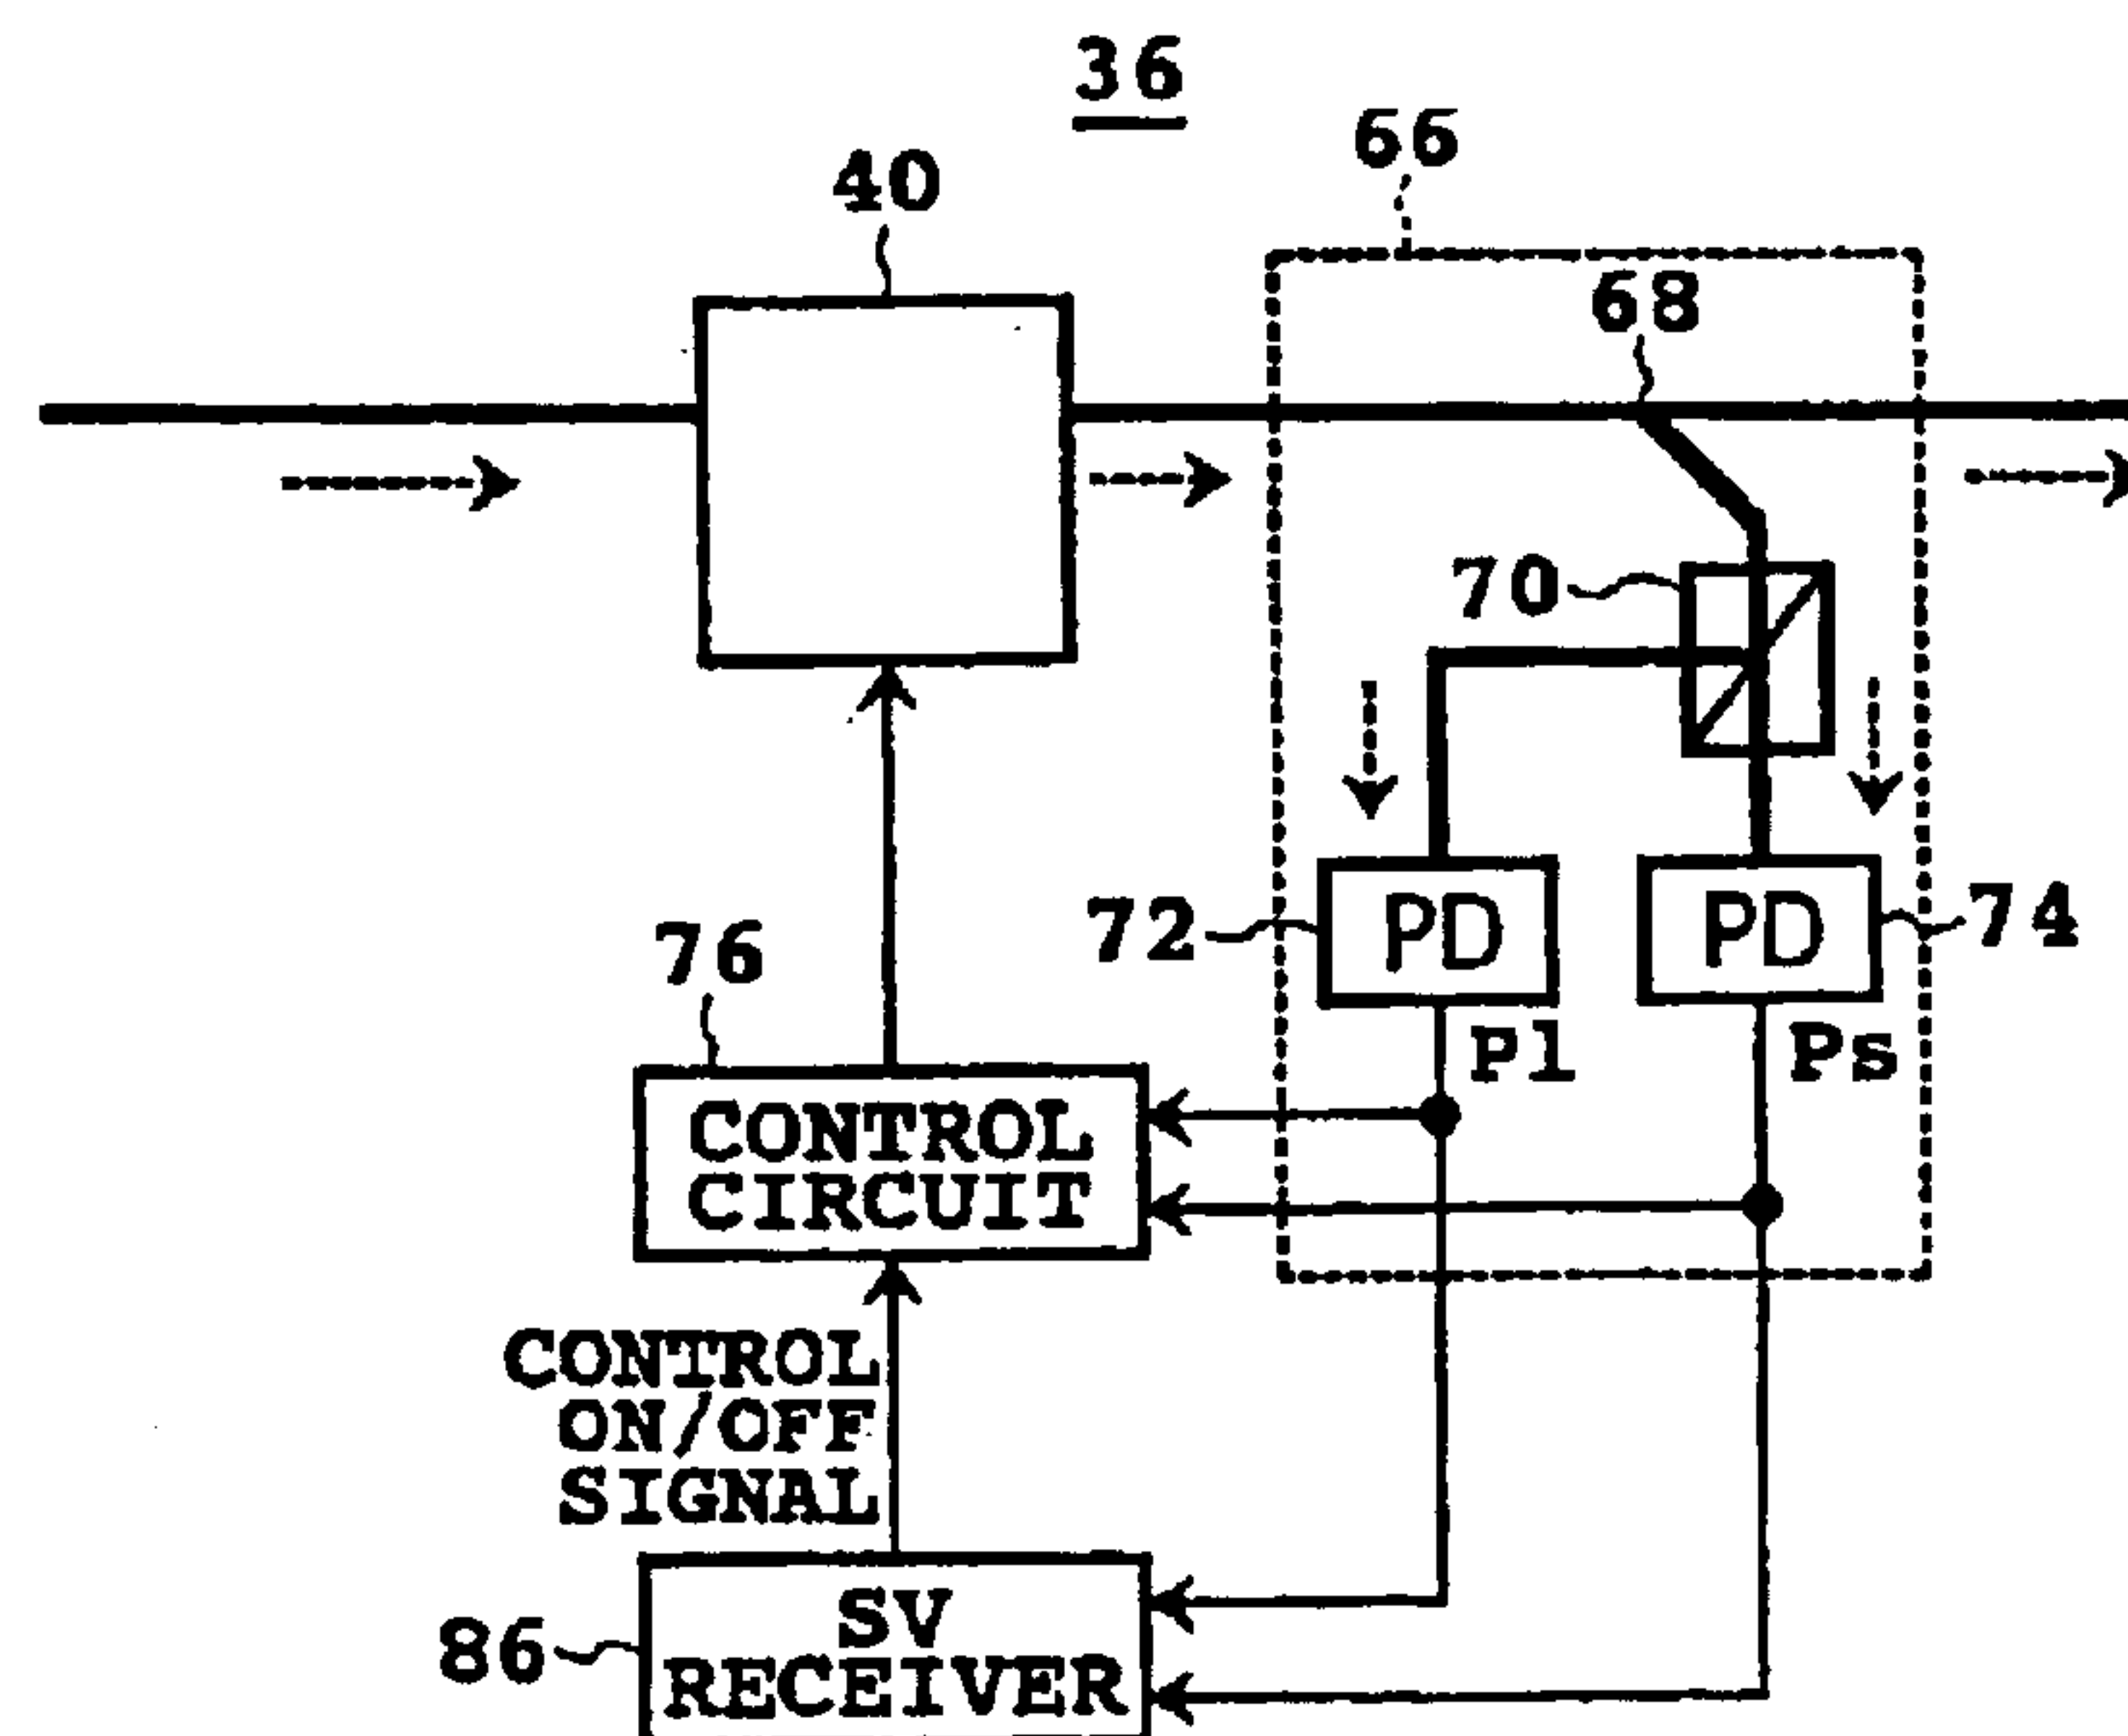 36
66
40
68
70
72
PD
PD
74
76
Pl
Ps
CONTROL
CIRCUIT
CONTROL
ON/OFF
SIGNAL
86
SV
RECEIVER